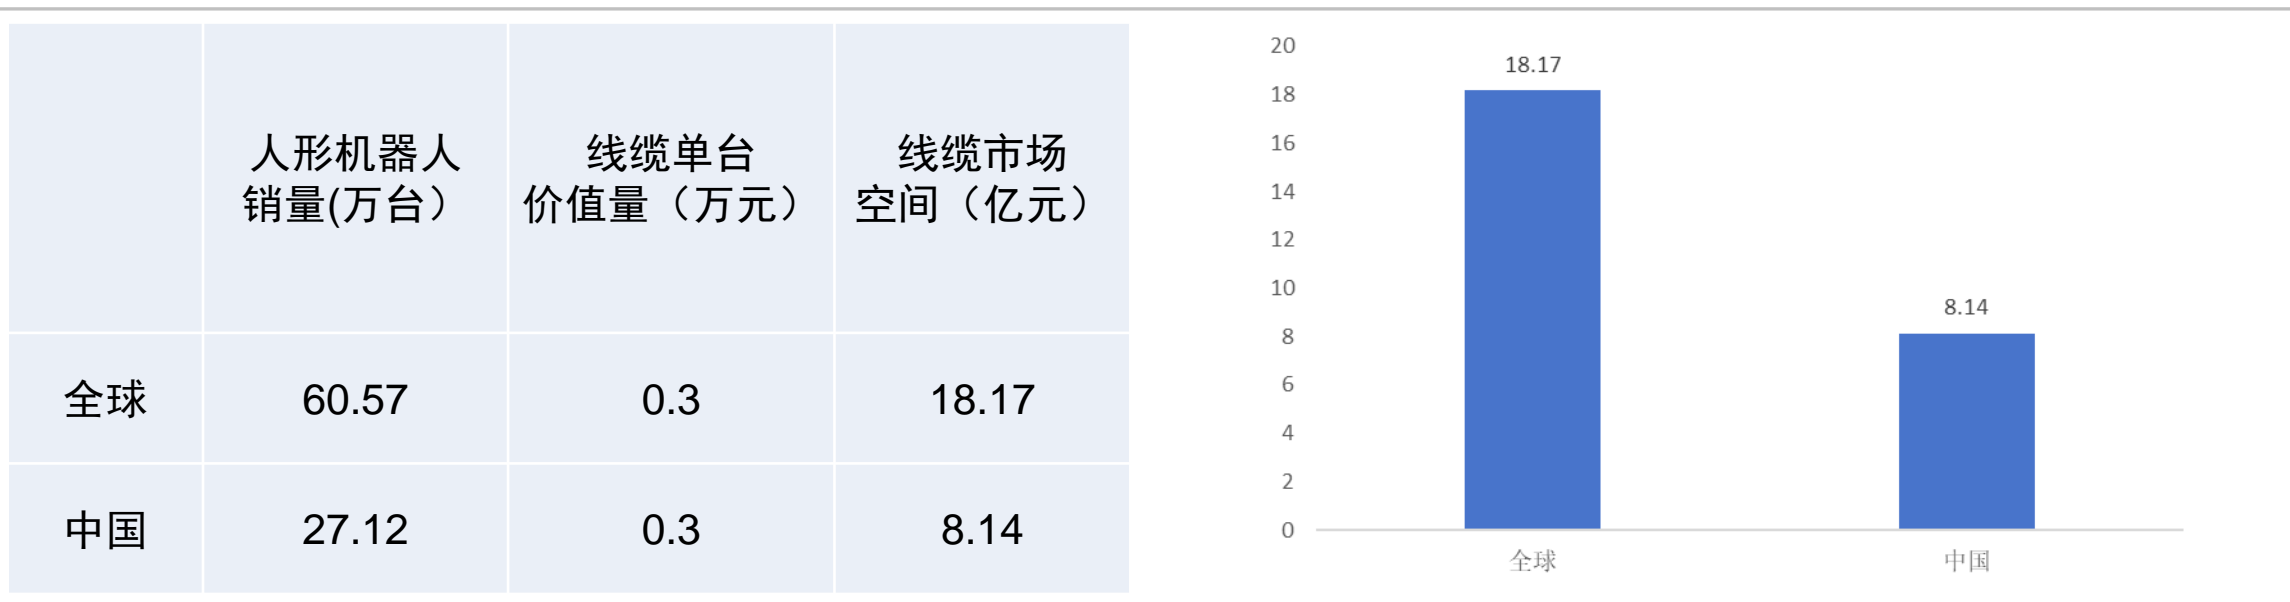 人形机器人
销量(万台）
线缆单台
价值量（万元）
线缆市场
空间（亿元）
全球 60.57 0.3 18.17
中国 27.12 0.3 8.14
20
18.17
18
16
14
12
10
8.14
8
6
4
2
0
全球 中国